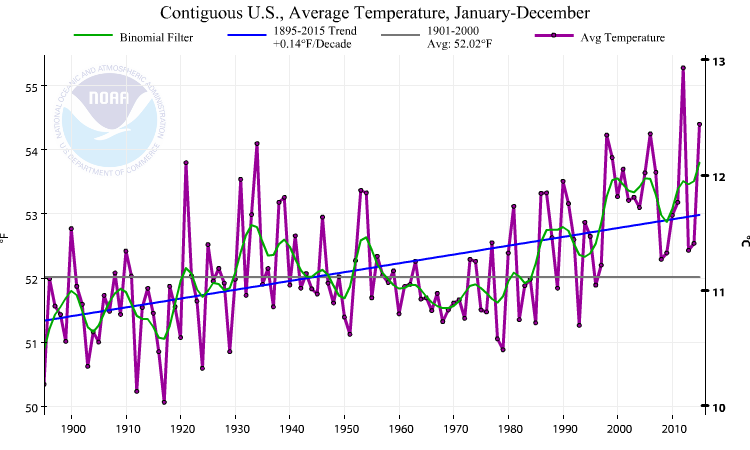 Contiguous U.S., Average Temperature, January-December
Binomial Filter
1895-2015 Trend
+0.14°F/Decade
1901-2000
Avg: 52.02°F
Avg Temperature
NATIONAL OCEANIC AND ATMOSPHERIC ADMINISTRATION
NOAA
U.S. DEPARTMENT OF COMMERCE
°F
55
54
53
52
51
50
13
12
11
10
°C
1900 1910 1920 1930 1940 1950 1960 1970 1980 1990 2000 2010